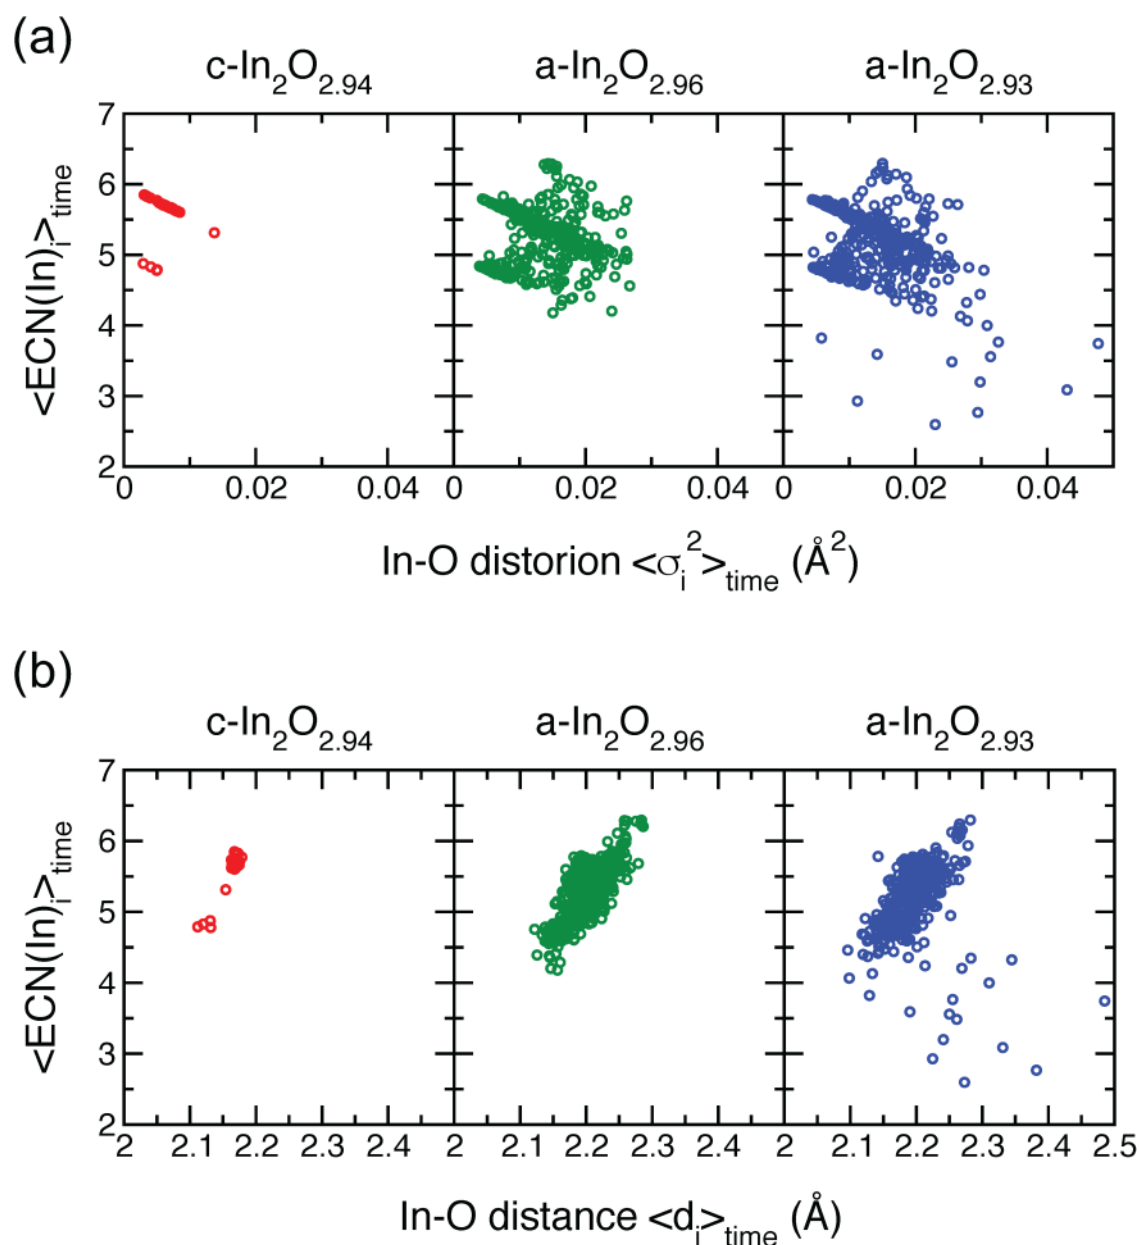 (a)
c-In₂O₂.₉₄ a-In₂O₂.₉₆ a-In₂O₂.₉₃
<ECN(In)ᵢ>time
7
6
5
4
3
2
0 0.02 0.04 0 0.02 0.04 0 0.02 0.04
In-O distorion <σᵢ²>time (Å²)
(b)
c-In₂O₂.₉₄ a-In₂O₂.₉₆ a-In₂O₂.₉₃
<ECN(In)ᵢ>time
7
6
5
4
3
2
2 2.1 2.2 2.3 2.4 2 2.1 2.2 2.3 2.4 2 2.1 2.2 2.3 2.4 2.5
In-O distance <dᵢ>time (Å)